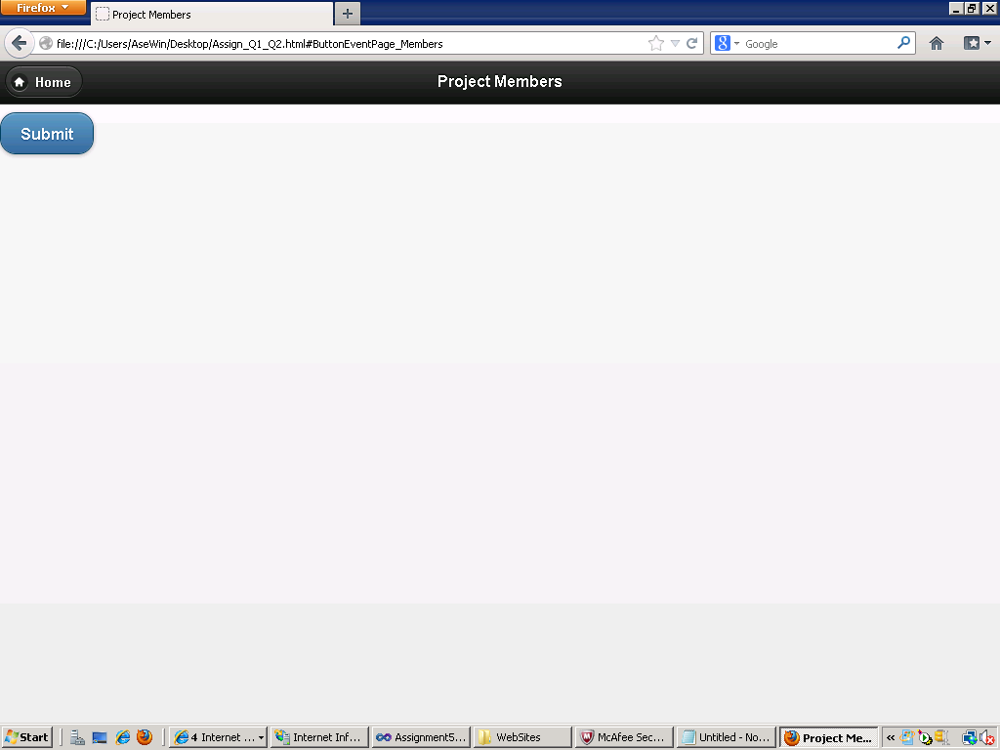 Firefox
Project Members
file:///C:/Users/AseWin/Desktop/Assign_Q1_Q2.html#ButtonEventPage_Members
Google
Home
Project Members
Submit
Start
4 Internet ...
Internet Inf...
Assignment5...
WebSites
McAfee Sec...
Untitled - No...
Project Me...